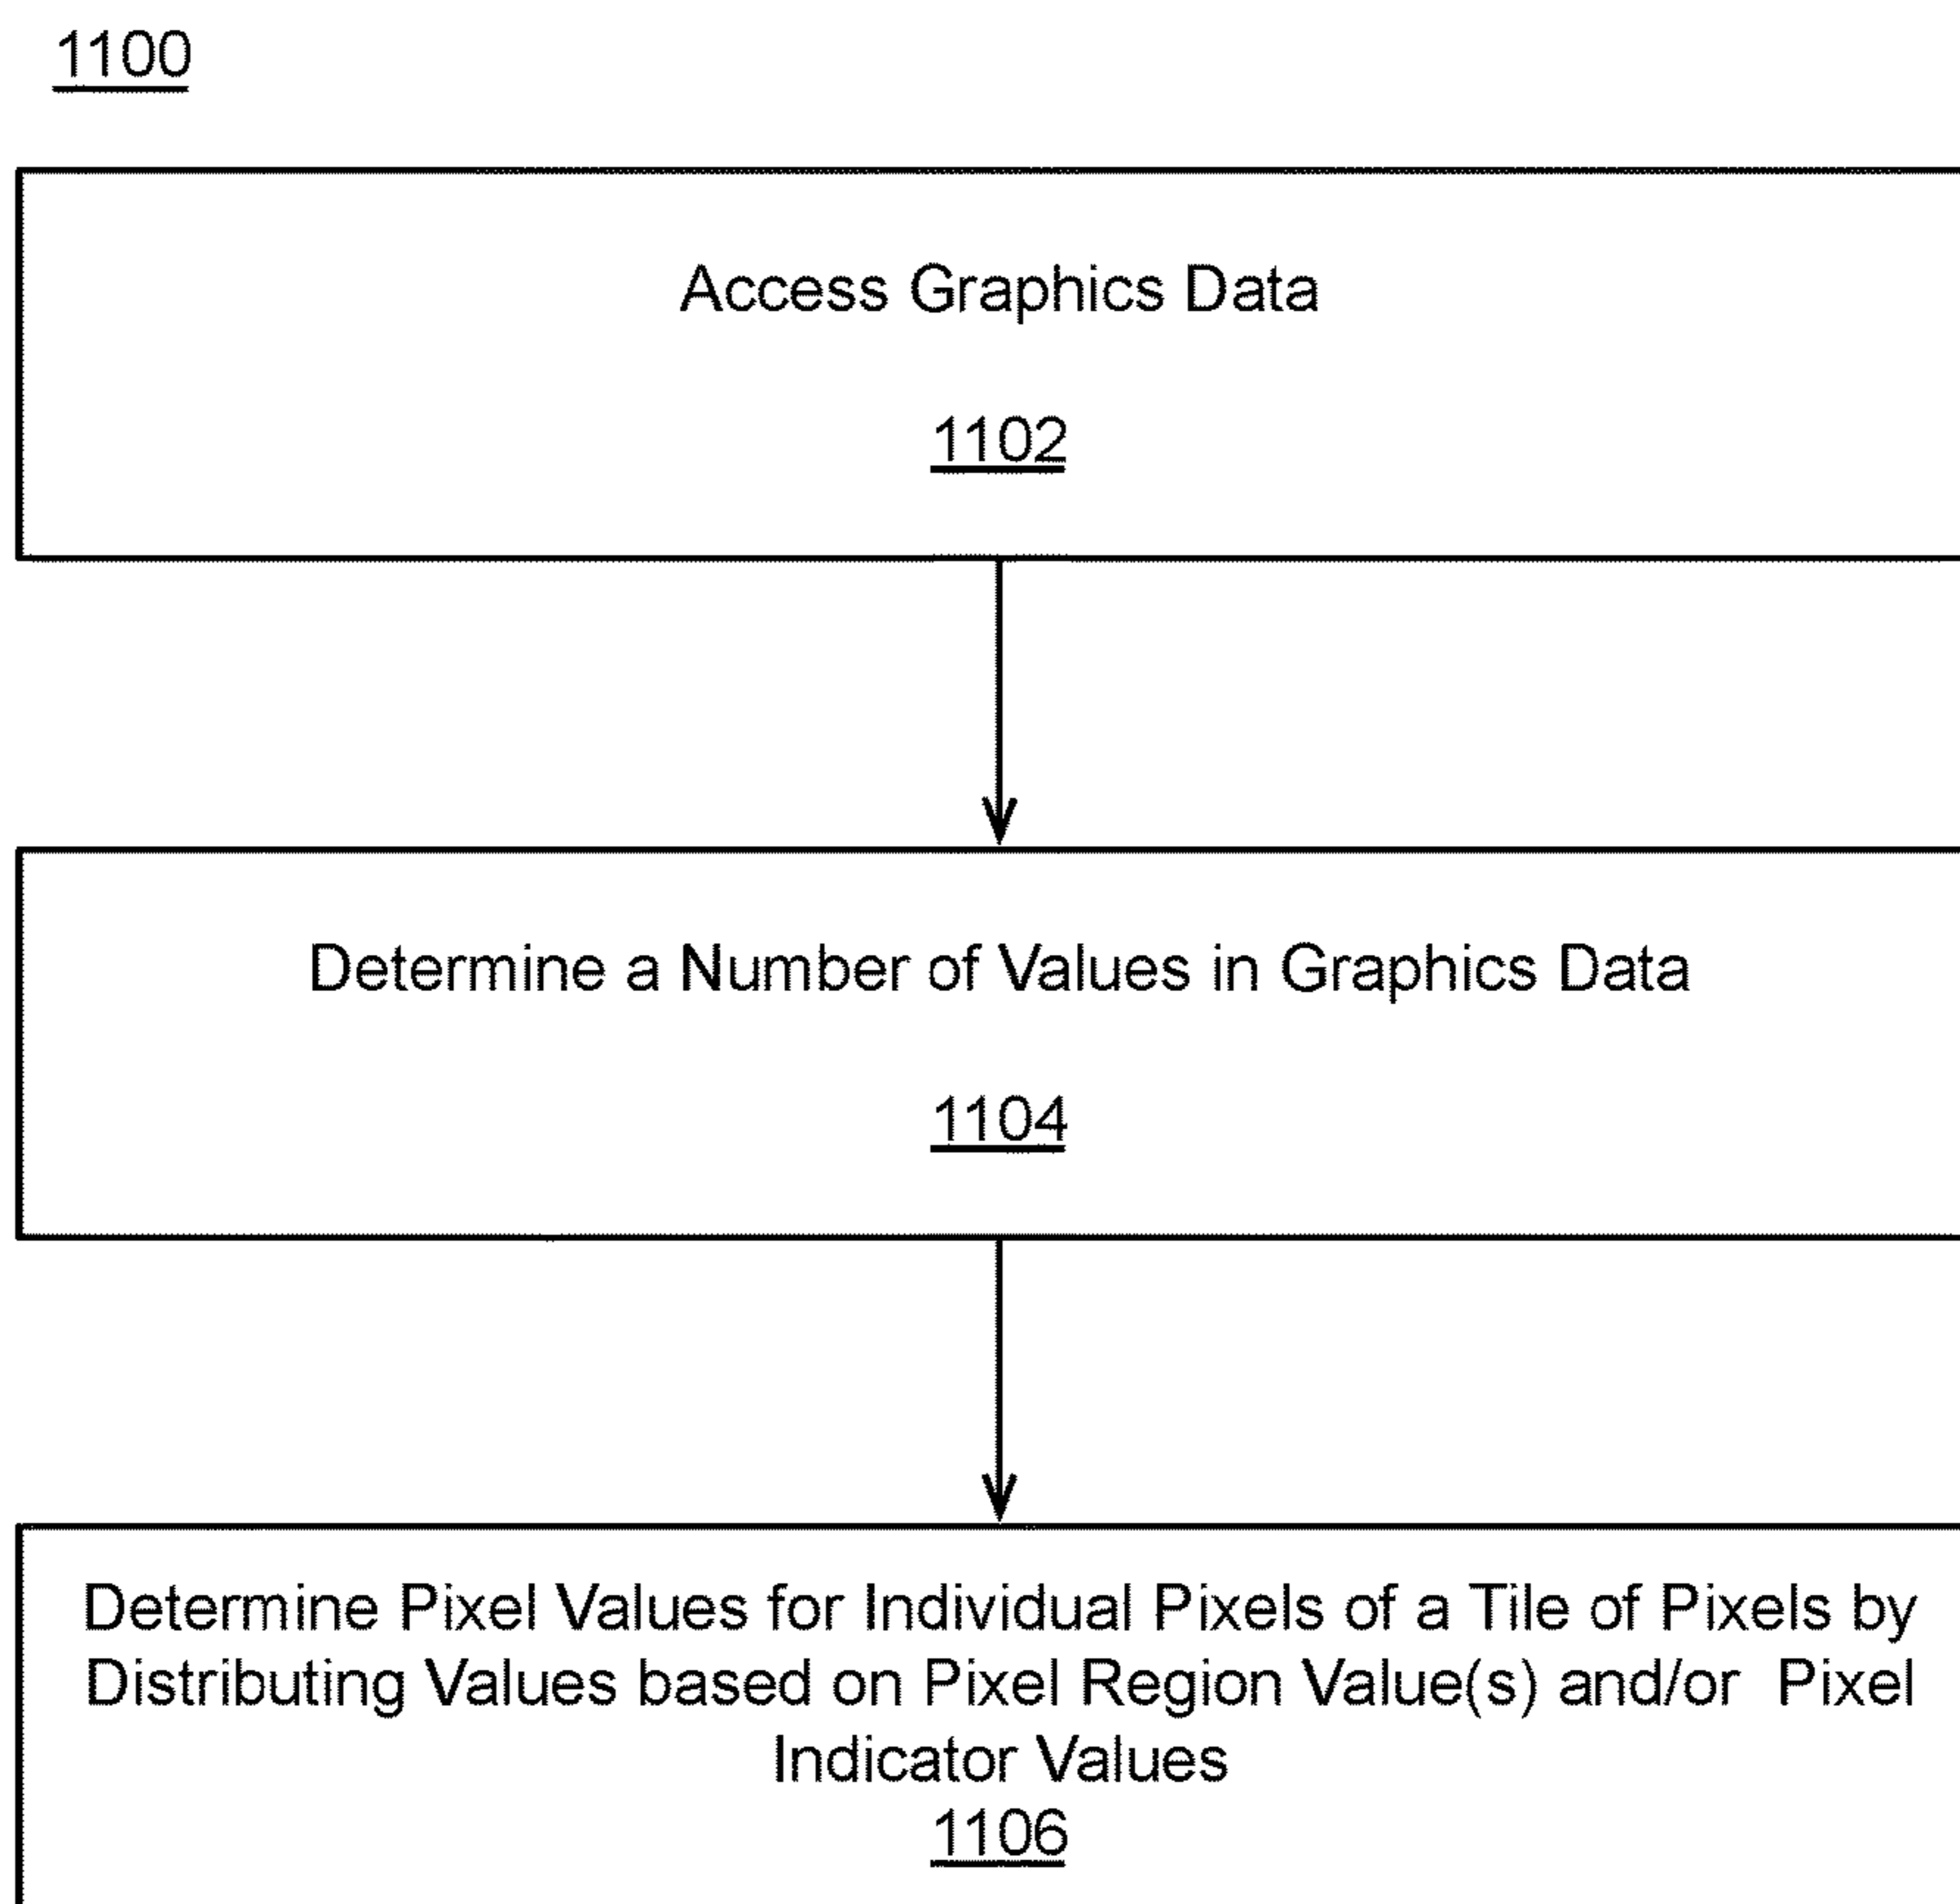 1100
Access Graphics Data
1102
Determine a Number of Values in Graphics Data
1104
Determine Pixel Values for Individual Pixels of a Tile of Pixels by
Distributing Values based on Pixel Region Value(s) and/or Pixel
Indicator Values
1106